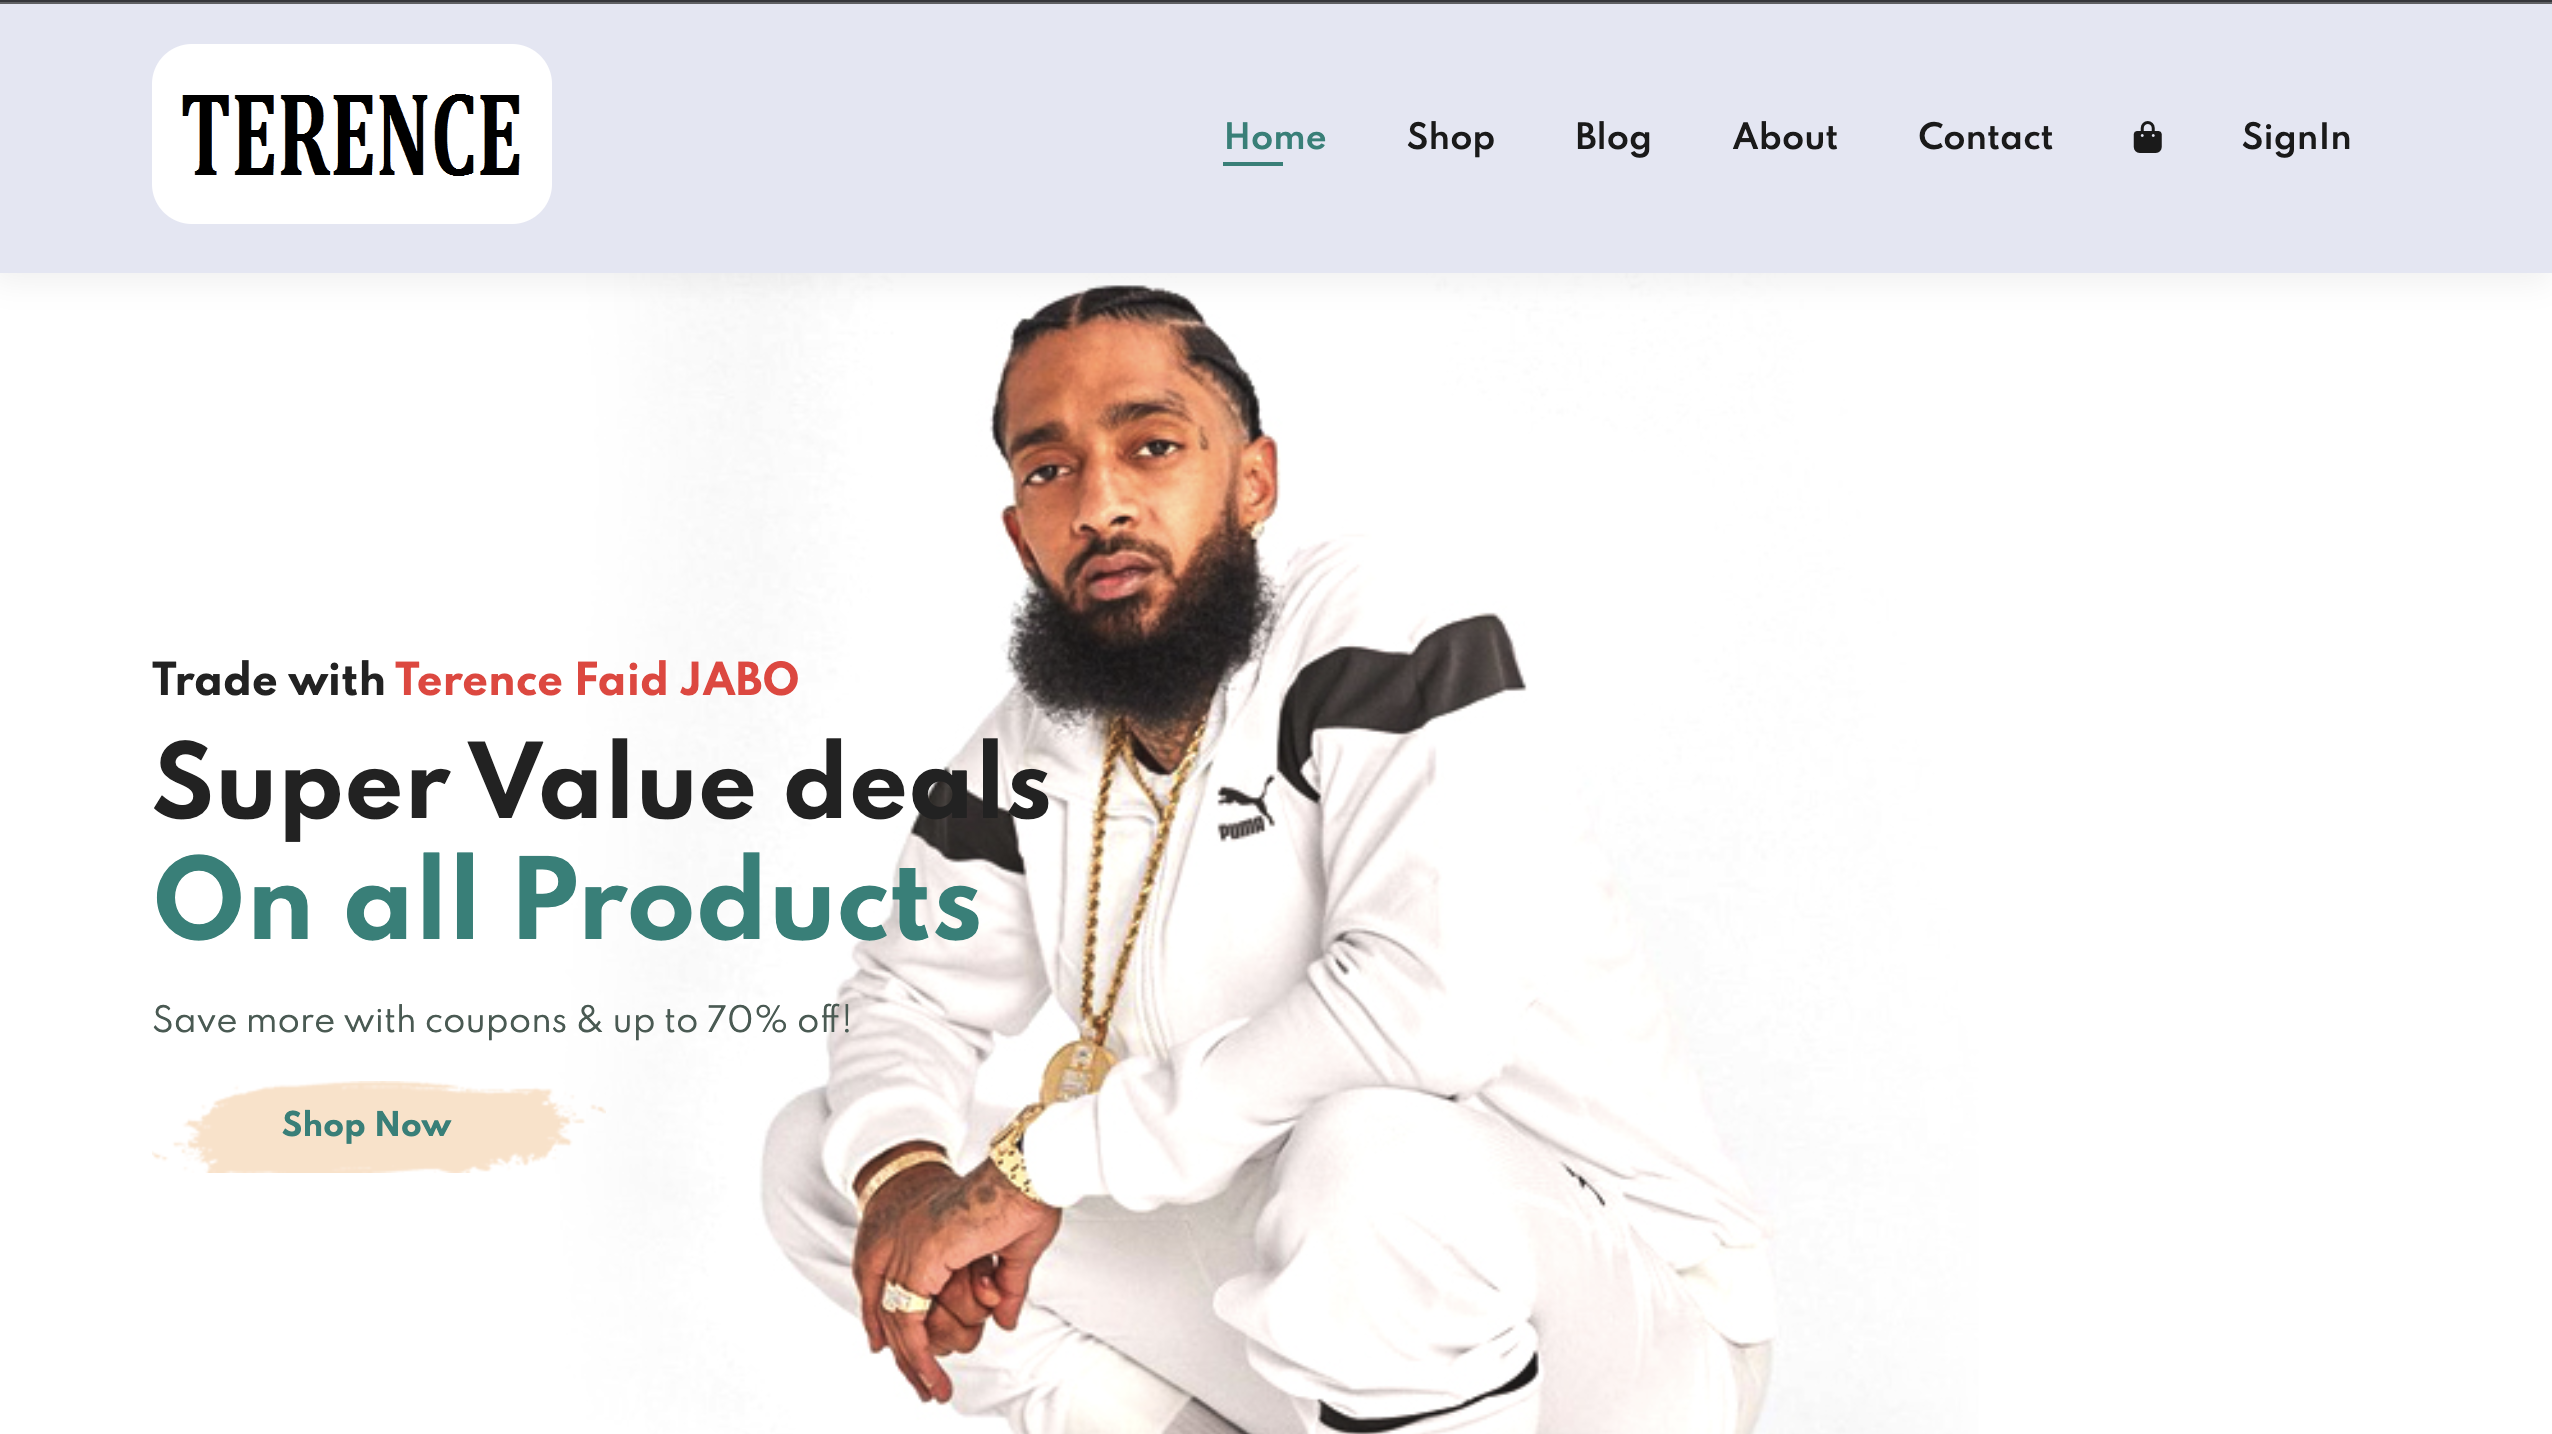 TERENCE
Home Shop Blog About Contact SignIn
Trade with Terence Faid JABO
Super Value deals
On all Products
PUMA
Save more with coupons & up to 70% off!
Shop Now